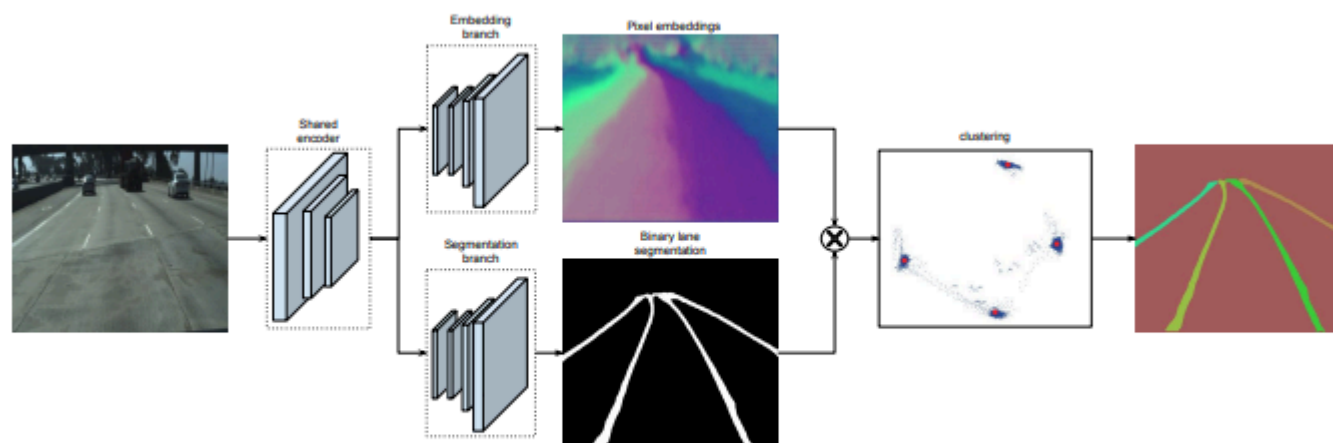 Embedding
branch
Pixel embeddings
Shared
encoder
clustering
Segmentation
branch
Binary lane
segmentation